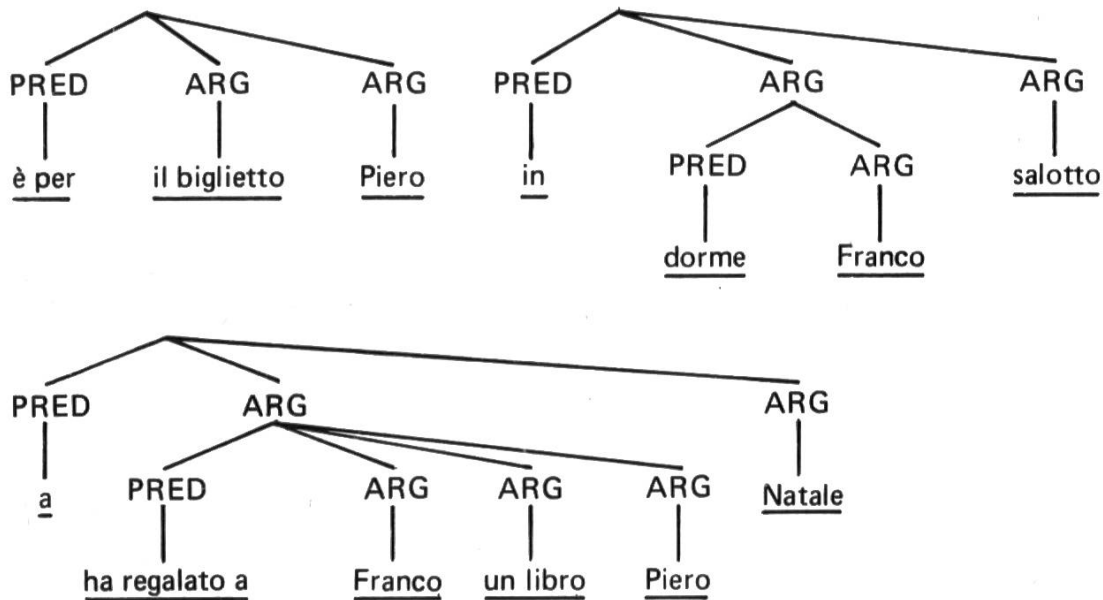 PRED ARG ARG PRED ARG ARG
è per il biglietto Piero in PRED ARG salotto
dorme Franco
PRED ARG ARG
a PRED ARG ARG ARG Natale
ha regalato a Franco un libro Piero